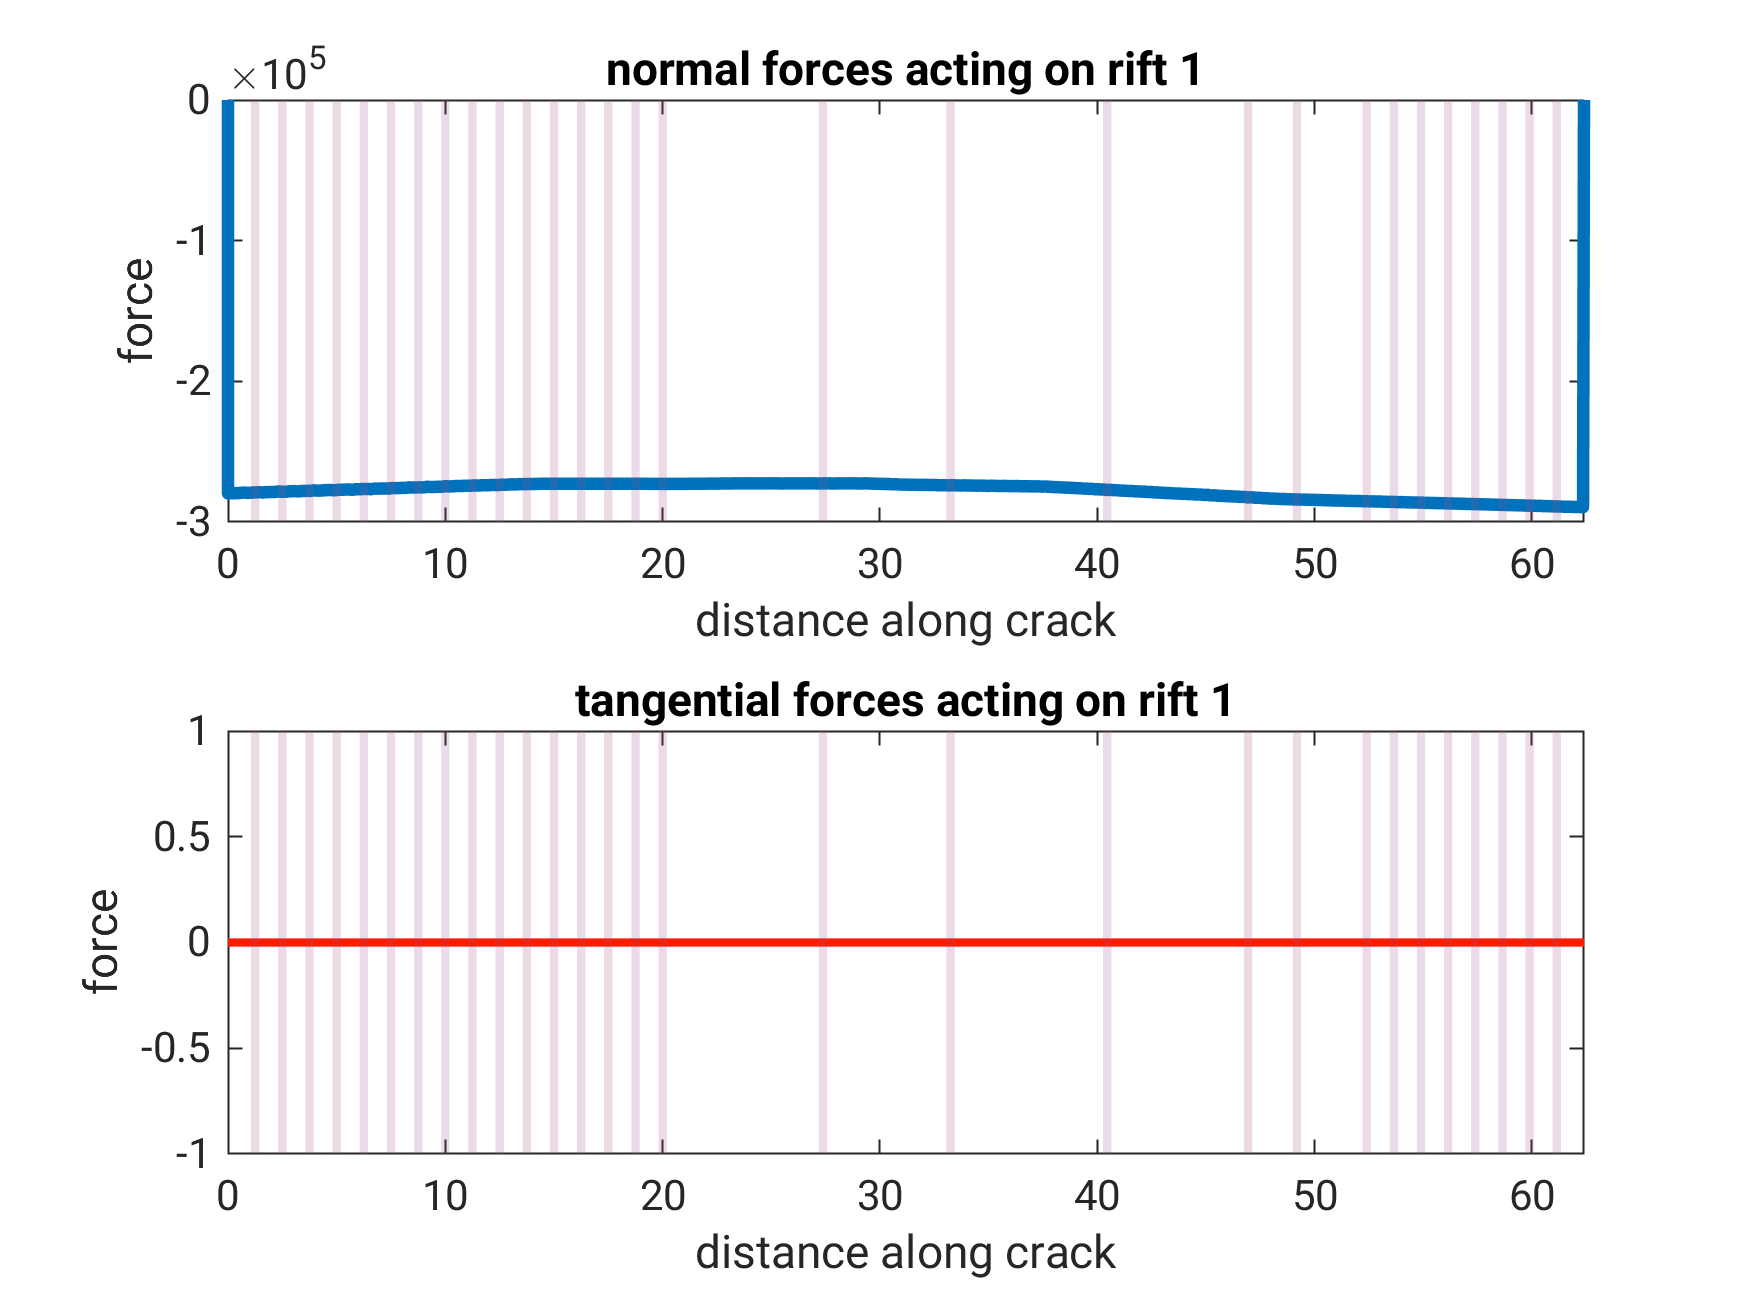 ×10⁵
normal forces acting on rift 1
0
-1
-2
-3
force
0 10 20 30 40 50 60
distance along crack
tangential forces acting on rift 1
1
0.5
0
-0.5
-1
force
0 10 20 30 40 50 60
distance along crack